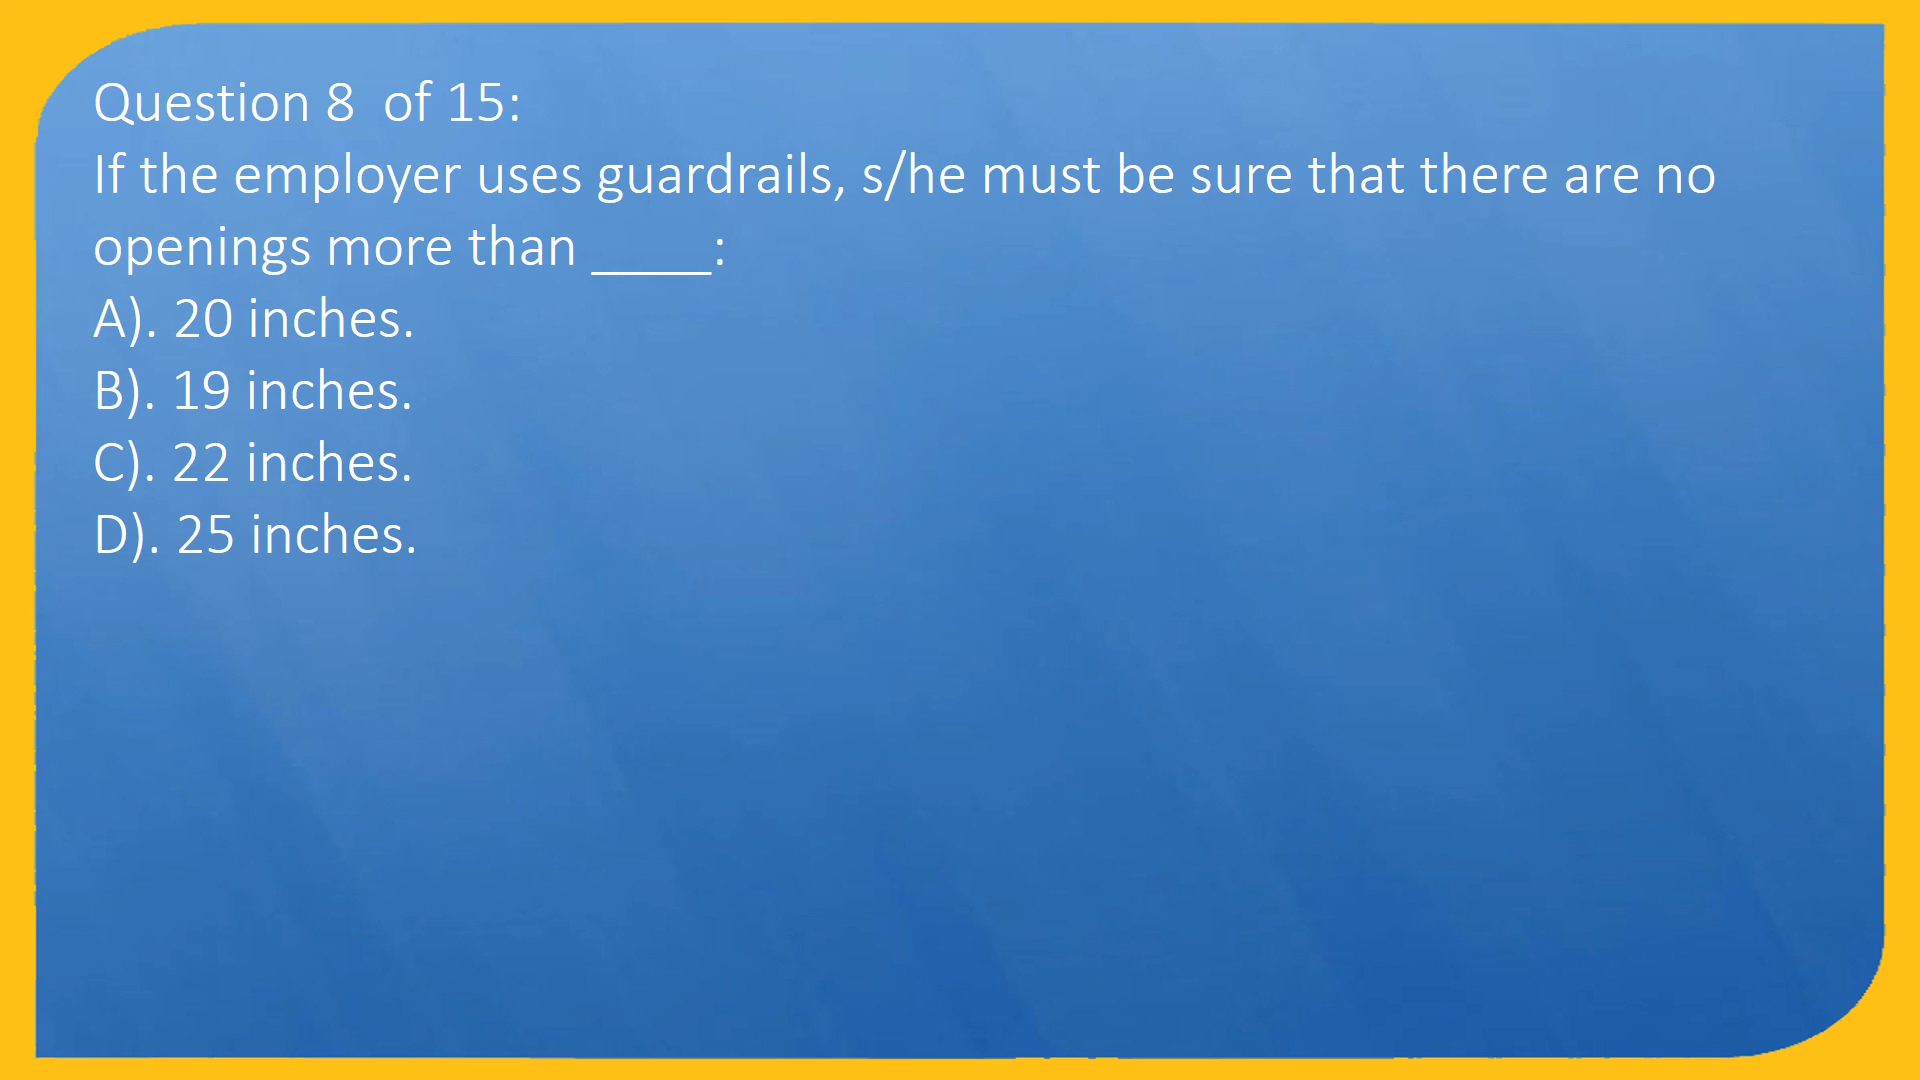 Question 8  of 15:
If the employer uses guardrails, s/he must be sure that there are no
openings more than ____:
A). 20 inches.
B). 19 inches.
C). 22 inches.
D). 25 inches.